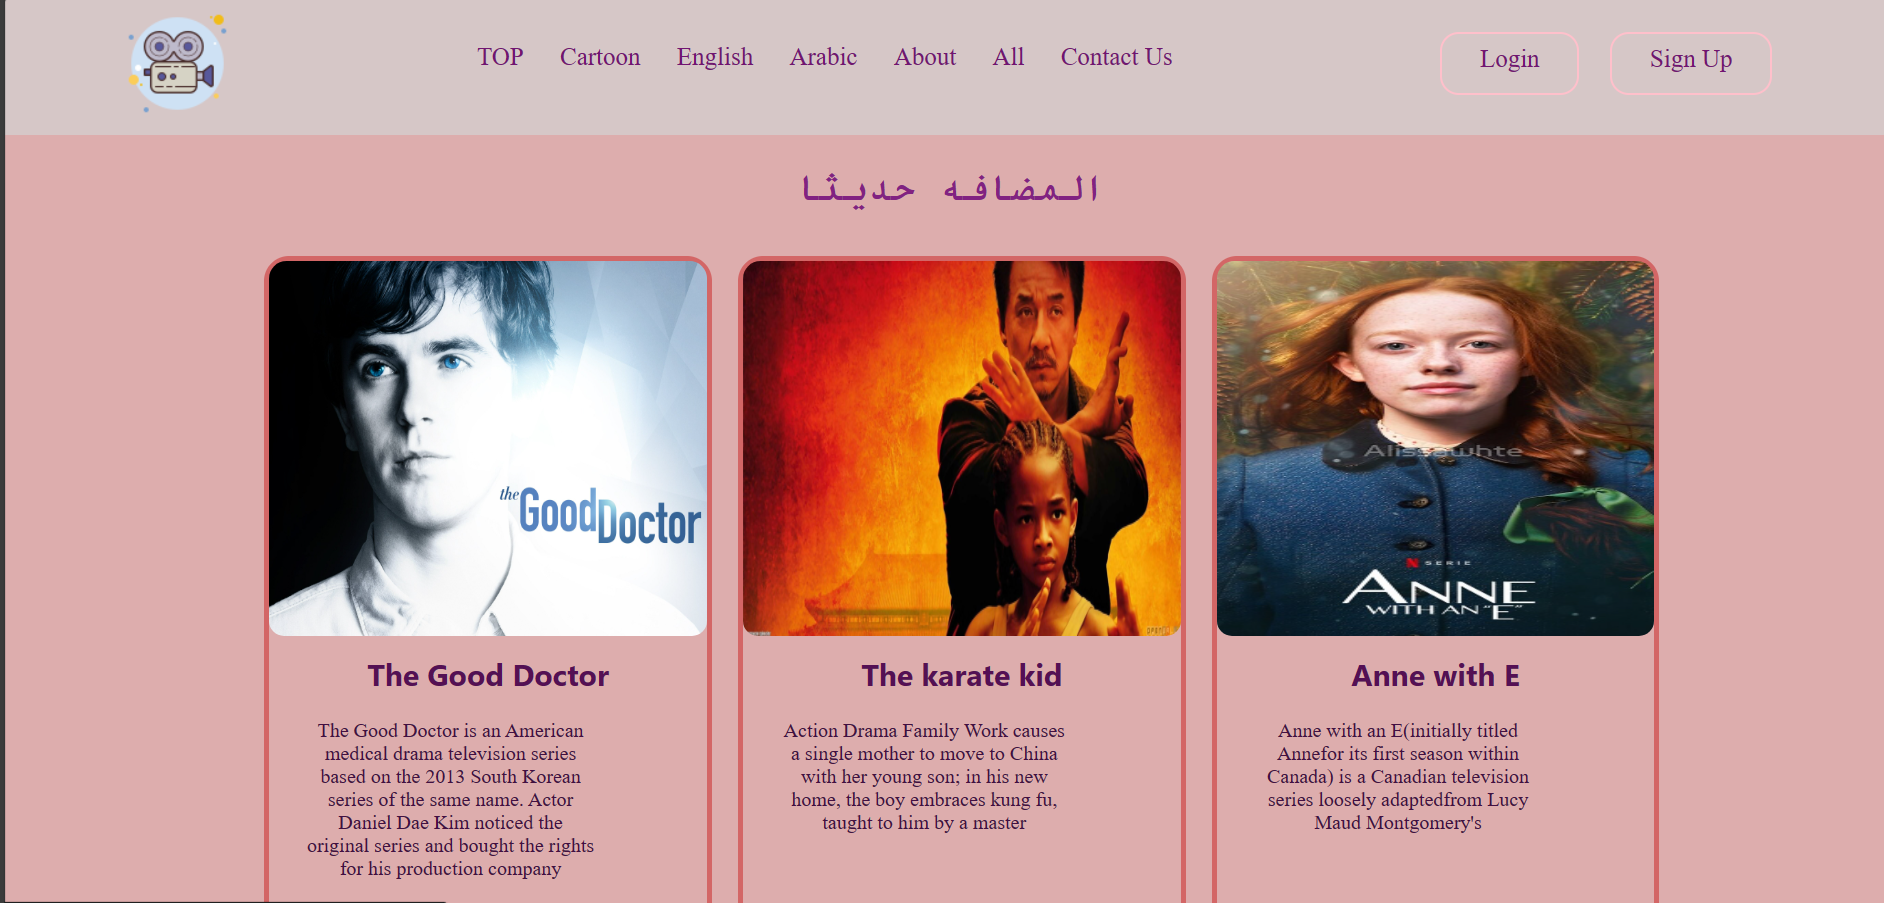 TOP Cartoon English Arabic About All Contact Us Login Sign Up
المضافه حديثا
the Good Doctor
Alissawhte
N SERIE
ANNE
WITH AN "E"
The Good Doctor
The Good Doctor is an American
medical drama television series
based on the 2013 South Korean
series of the same name. Actor
Daniel Dae Kim noticed the
original series and bought the rights
for his production company
The karate kid
Action Drama Family Work causes
a single mother to move to China
with her young son; in his new
home, the boy embraces kung fu,
taught to him by a master
Anne with E
Anne with an E(initially titled
Annefor its first season within
Canada) is a Canadian television
series loosely adaptedfrom Lucy
Maud Montgomery's